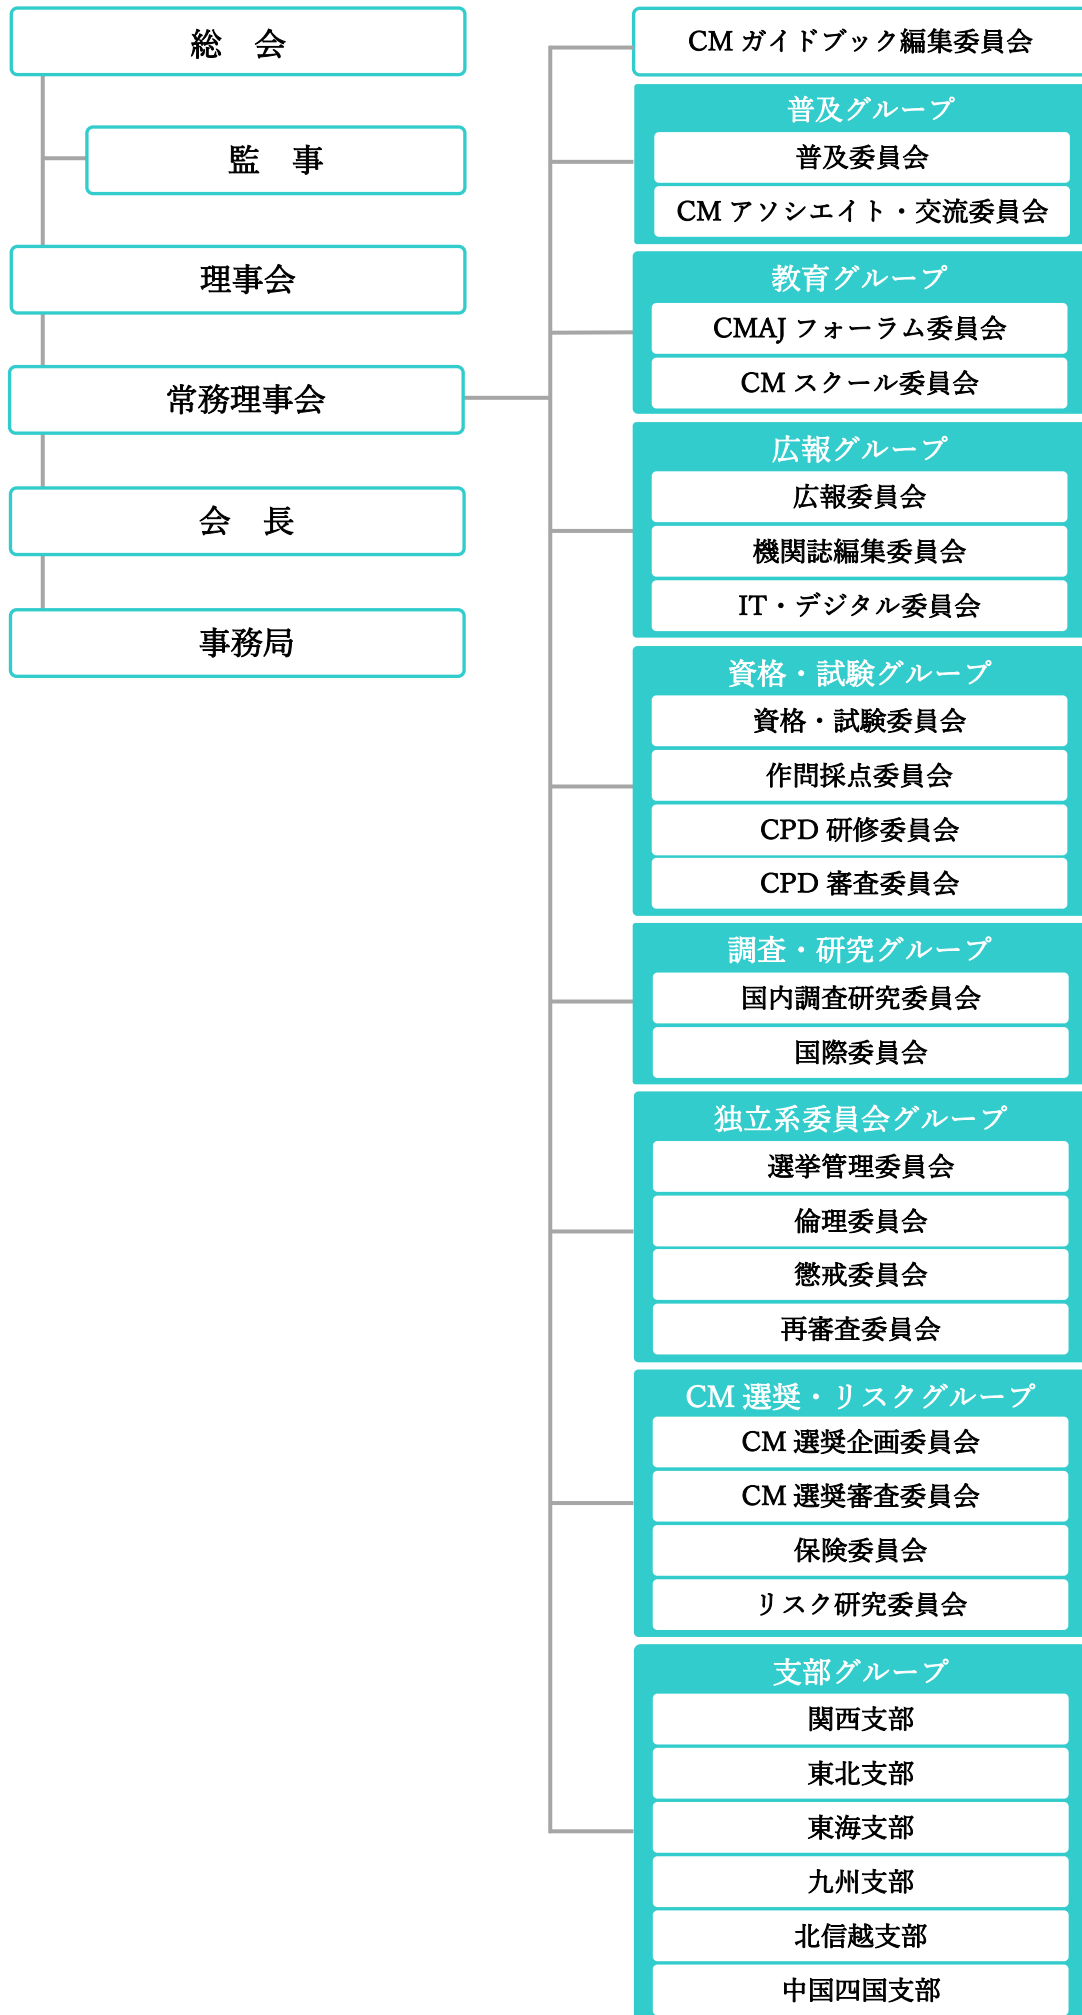 総　会
監　事
理事会
常務理事会
会　長
事務局
CM ガイドブック編集委員会
普及グループ
普及委員会
CM アソシエイト・交流委員会
教育グループ
CMAJ フォーラム委員会
CM スクール委員会
広報グループ
広報委員会
機関誌編集委員会
IT・デジタル委員会
資格・試験グループ
資格・試験委員会
作問採点委員会
CPD 研修委員会
CPD 審査委員会
調査・研究グループ
国内調査研究委員会
国際委員会
独立系委員会グループ
選挙管理委員会
倫理委員会
懲戒委員会
再審査委員会
CM 選奨・リスクグループ
CM 選奨企画委員会
CM 選奨審査委員会
保険委員会
リスク研究委員会
支部グループ
関西支部
東北支部
東海支部
九州支部
北信越支部
中国四国支部